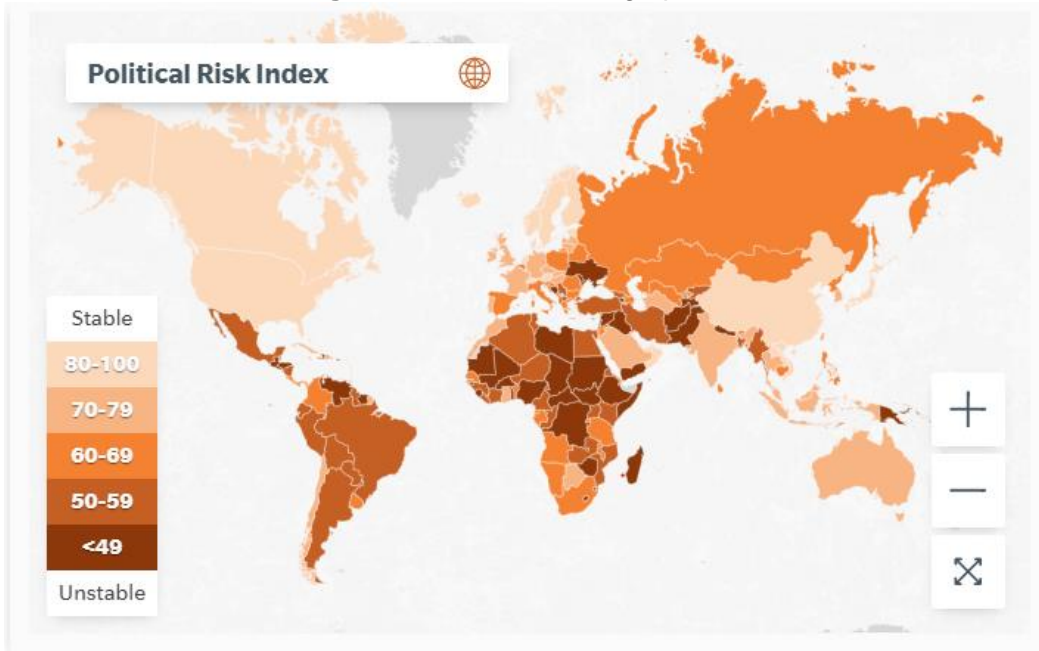 Political Risk Index
Stable
80-100
70-79
60-69
50-59
<49
Unstable